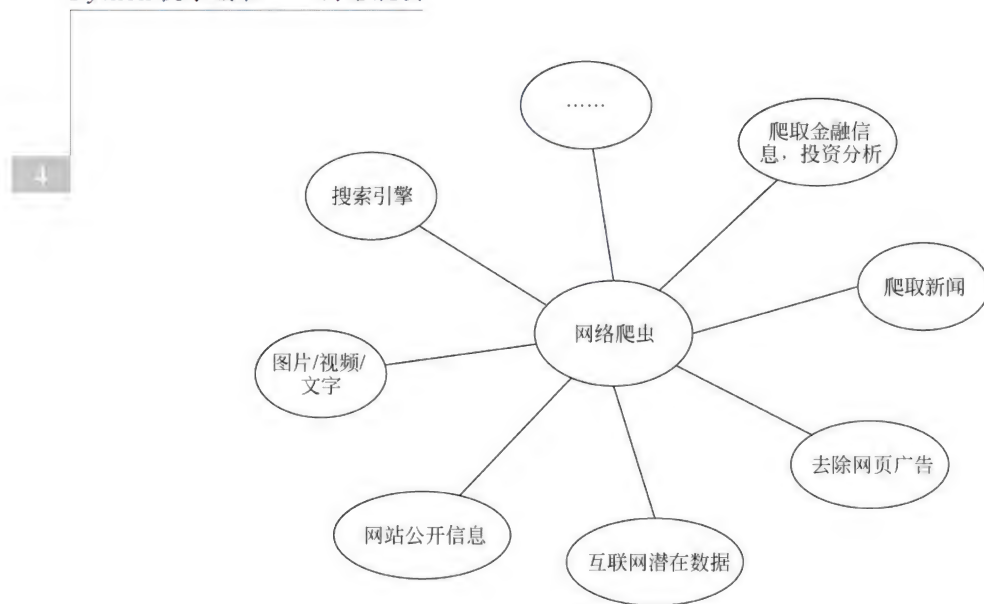 4
……
爬取金融信
息，投资分析
搜索引擎
爬取新闻
网络爬虫
图片/视频/
文字
去除网页广告
网站公开信息
互联网潜在数据